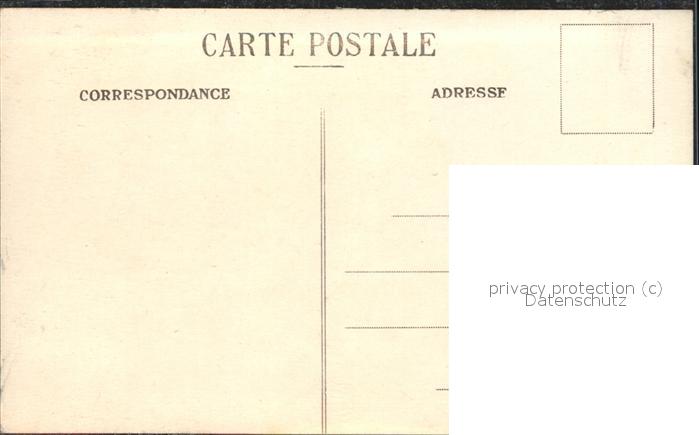 CARTE POSTALE
CORRESPONDANCE
ADRESSE
privacy protection (c)
Datenschutz